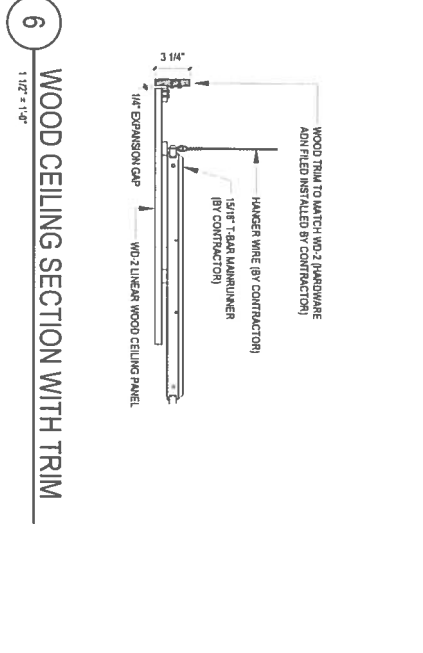 WOOD TRIM TO MATCH WD-2 (HARDWARE
ADN FILED INSTALLED BY CONTRACTOR)
HANGER WIRE (BY CONTRACTOR)
15/16" T-BAR MAINRUNNER
(BY CONTRACTOR)
3 1/4"
1/4" EXPANSION GAP
WD-2 LINEAR WOOD CEILING PANEL
6
WOOD CEILING SECTION WITH TRIM
1 1/2" = 1'-0"